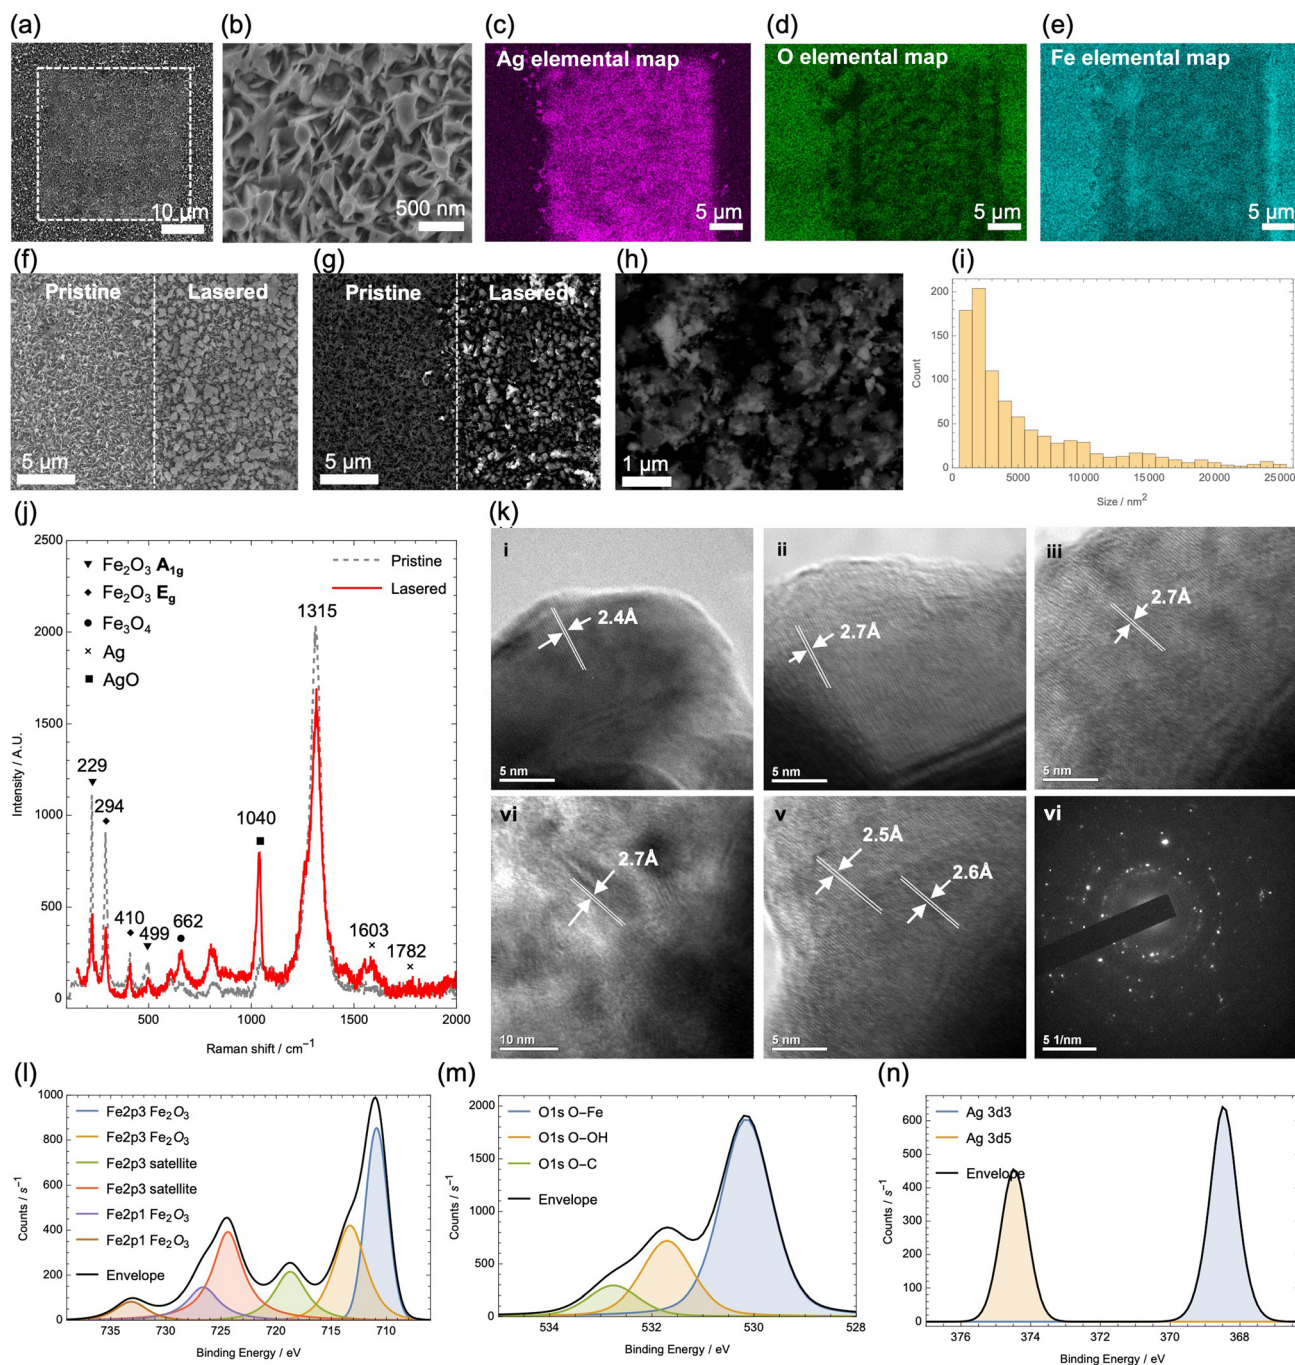 (a)
10 µm
(b)
500 nm
(c)
Ag elemental map
5 µm
(d)
O elemental map
5 µm
(e)
Fe elemental map
5 µm
(f)
Pristine
Lasered
5 µm
(g)
Pristine
Lasered
5 µm
(h)
1 µm
(i)
200
150
100
50
0
Count
0 5000 10000 15000 20000 25000
Size / nm²
(j)
2500
2000
1500
1000
500
0
Intensity / A.U.
▼ Fe₂O₃ A₁g
◆ Fe₂O₃ Eg
● Fe₃O₄
× Ag
■ AgO
Pristine
Lasered
1315
229
294
1040
410
499
662
1603
1782
500 1000 1500 2000
Raman shift / cm⁻¹
(k)
i
2.4Å
5 nm
ii
2.7Å
5 nm
iii
2.7Å
5 nm
vi
2.7Å
10 nm
v
2.5Å
2.6Å
5 nm
vi
5 1/nm
(l)
1000
800
600
400
200
0
Counts / s⁻¹
Fe2p3 Fe₂O₃
Fe2p3 Fe₂O₃
Fe2p3 satellite
Fe2p3 satellite
Fe2p1 Fe₂O₃
Fe2p1 Fe₂O₃
Envelope
735 730 725 720 715 710
Binding Energy / eV
(m)
2000
1500
1000
500
0
Counts / s⁻¹
O1s O–Fe
O1s O–OH
O1s O–C
Envelope
534 532 530 528
Binding Energy / eV
(n)
600
500
400
300
200
100
0
Counts / s⁻¹
Ag 3d3
Ag 3d5
Envelope
376 374 372 370 368
Binding Energy / eV